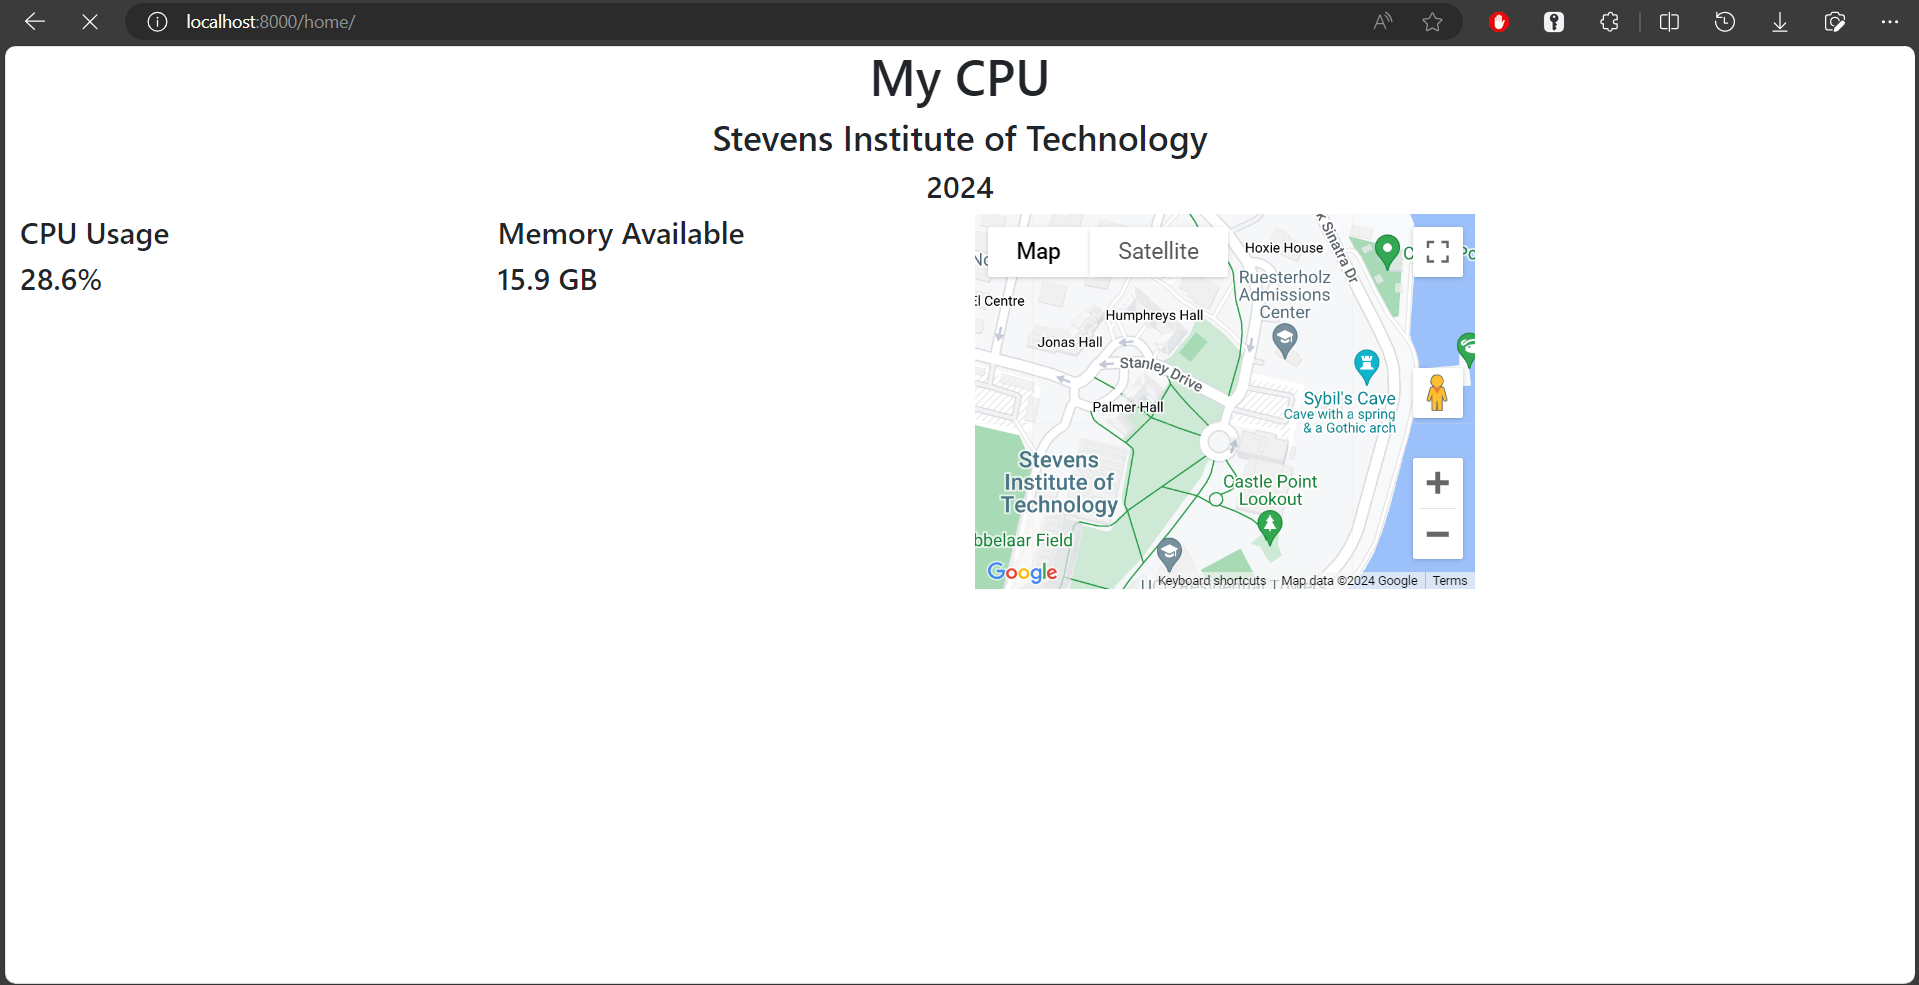 localhost:8000/home/
My CPU
Stevens Institute of Technology
2024
CPU Usage
28.6%
Memory Available
15.9 GB
Map
Satellite
Hoxie House
Sinatra Dr
Ruesterholz
Admissions
Center
El Centre
Humphreys Hall
Jonas Hall
Stanley Drive
Palmer Hall
Sybil's Cave
Cave with a spring
& a Gothic arch
Stevens
Institute of
Technology
Castle Point
Lookout
bbelaar Field
Google
Keyboard shortcuts
Map data ©2024 Google
Terms